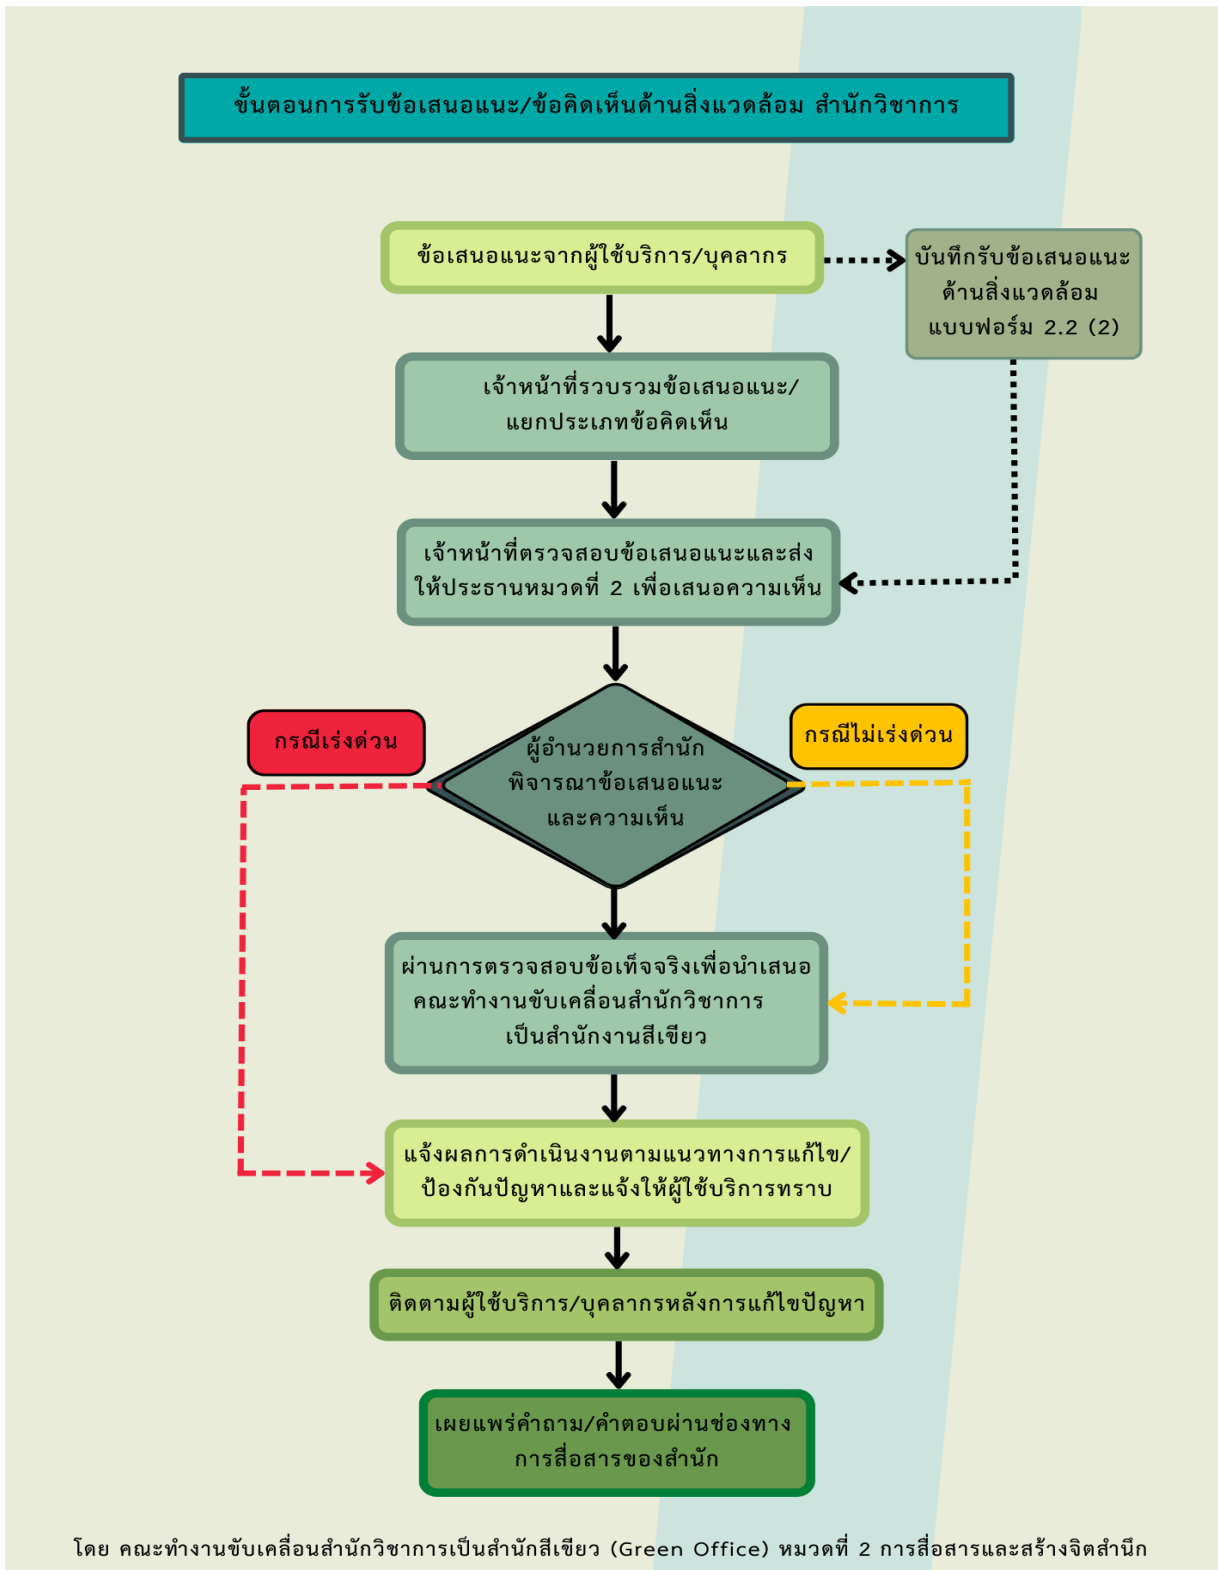 ขั้นตอนการรับข้อเสนอแนะ/ข้อคิดเห็นด้านสิ่งแวดล้อม สำนักวิชาการ
ข้อเสนอแนะจากผู้ใช้บริการ/บุคลากร
บันทึกรับข้อเสนอแนะ
ด้านสิ่งแวดล้อม
แบบฟอร์ม 2.2 (2)
เจ้าหน้าที่รวบรวมข้อเสนอแนะ/
แยกประเภทข้อคิดเห็น
เจ้าหน้าที่ตรวจสอบข้อเสนอแนะและส่ง
ให้ประธานหมวดที่ 2 เพื่อเสนอความเห็น
กรณีเร่งด่วน
ผู้อำนวยการสำนัก
พิจารณาข้อเสนอแนะ
และความเห็น
กรณีไม่เร่งด่วน
ผ่านการตรวจสอบข้อเท็จจริงเพื่อนำเสนอ
คณะทำงานขับเคลื่อนสำนักวิชาการ
เป็นสำนักงานสีเขียว
แจ้งผลการดำเนินงานตามแนวทางการแก้ไข/
ป้องกันปัญหาและแจ้งให้ผู้ใช้บริการทราบ
ติดตามผู้ใช้บริการ/บุคลากรหลังการแก้ไขปัญหา
เผยแพร่คำถาม/คำตอบผ่านช่องทาง
การสื่อสารของสำนัก
โดย คณะทำงานขับเคลื่อนสำนักวิชาการเป็นสำนักสีเขียว (Green Office) หมวดที่ 2 การสื่อสารและสร้างจิตสำนึก